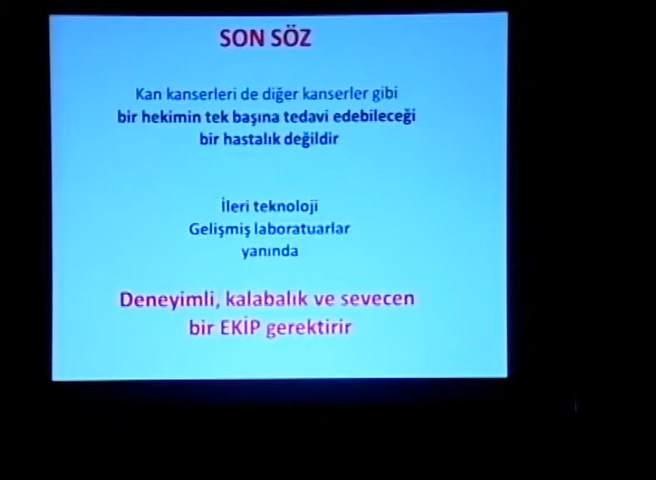 SON SÖZ
Kan kanserleri de diğer kanserler gibi
bir hekimin tek başına tedavi edebileceği
bir hastalık değildir
İleri teknoloji
Gelişmiş laboratuarlar
yanında
Deneyimli, kalabalık ve sevecen
bir EKİP gerektirir